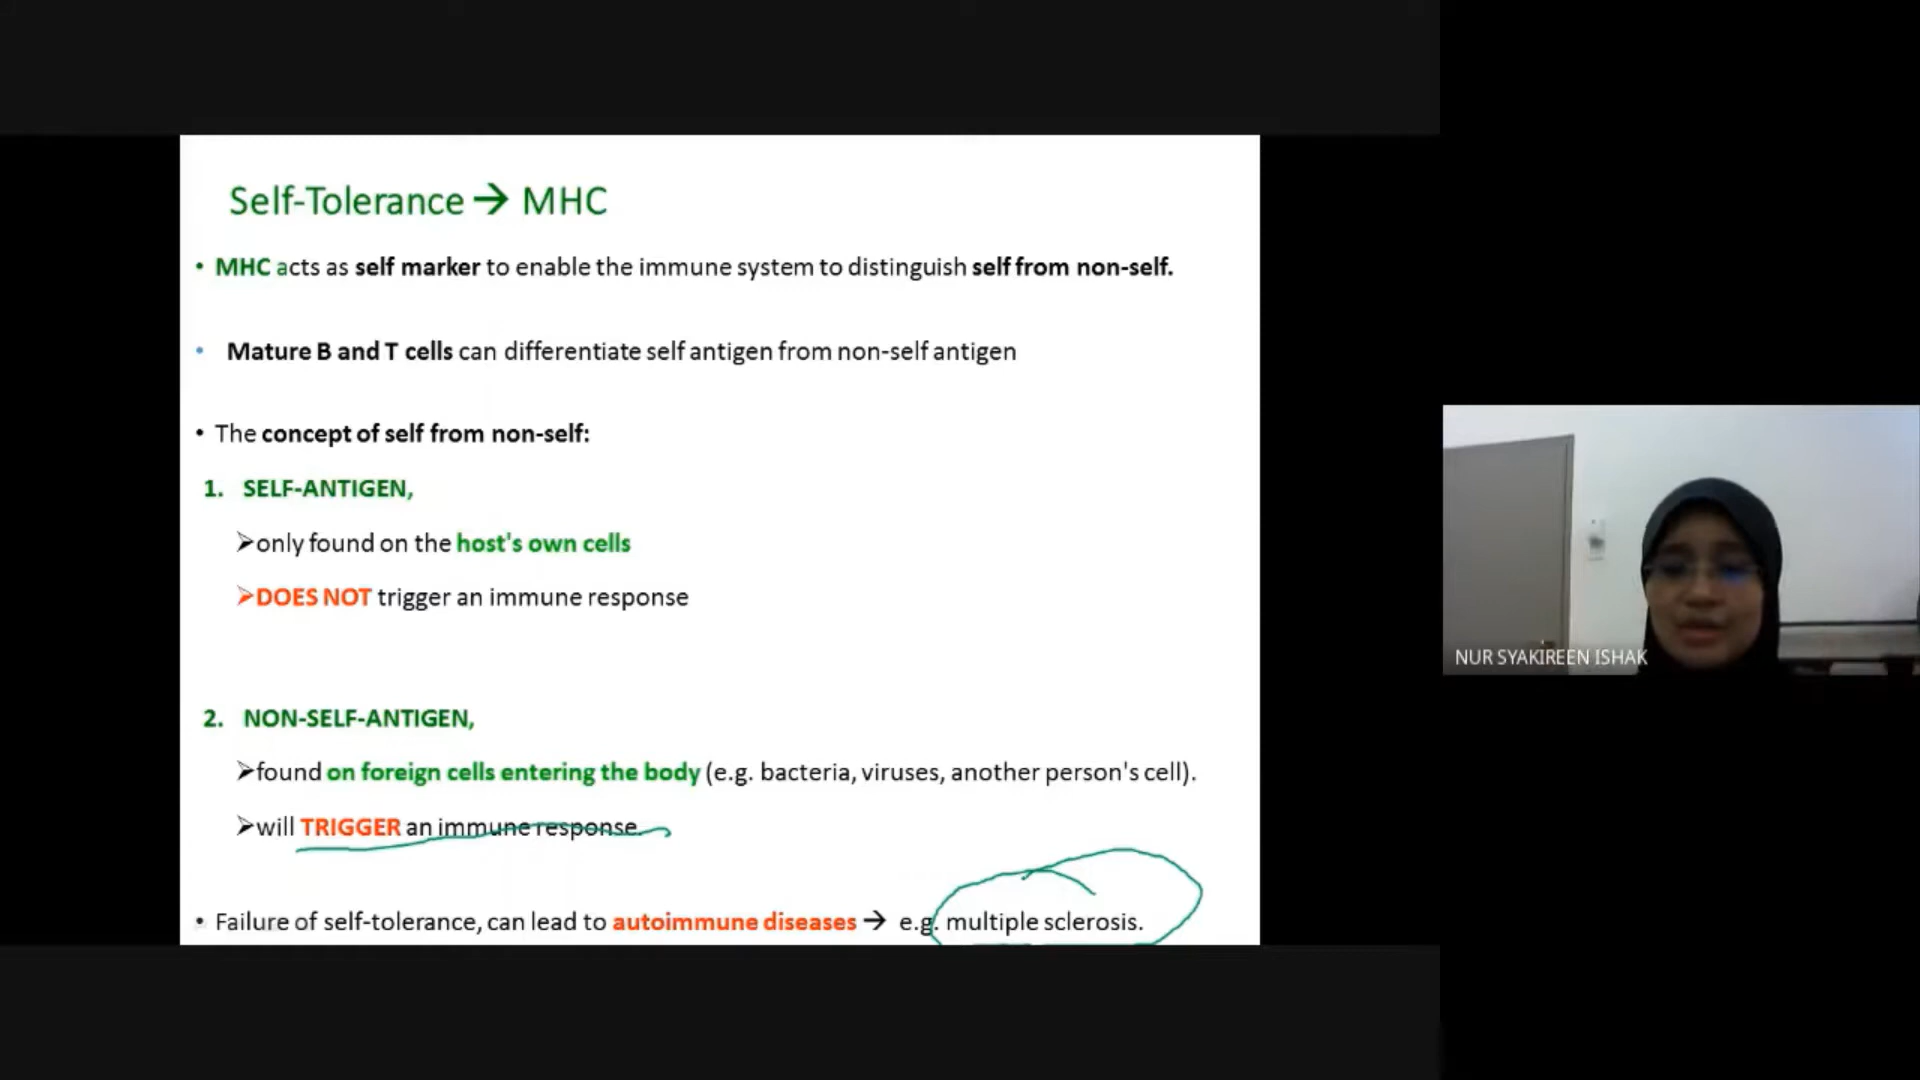 Self-Tolerance → MHC
• MHC acts as self marker to enable the immune system to distinguish self from non-self.
• Mature B and T cells can differentiate self antigen from non-self antigen
• The concept of self from non-self:
1. SELF-ANTIGEN,
➢only found on the host's own cells
➢DOES NOT trigger an immune response
2. NON-SELF-ANTIGEN,
➢found on foreign cells entering the body (e.g. bacteria, viruses, another person's cell).
➢will TRIGGER an immune response.
• Failure of self-tolerance, can lead to autoimmune diseases → e.g. multiple sclerosis.
NUR SYAKIREEN ISHAK